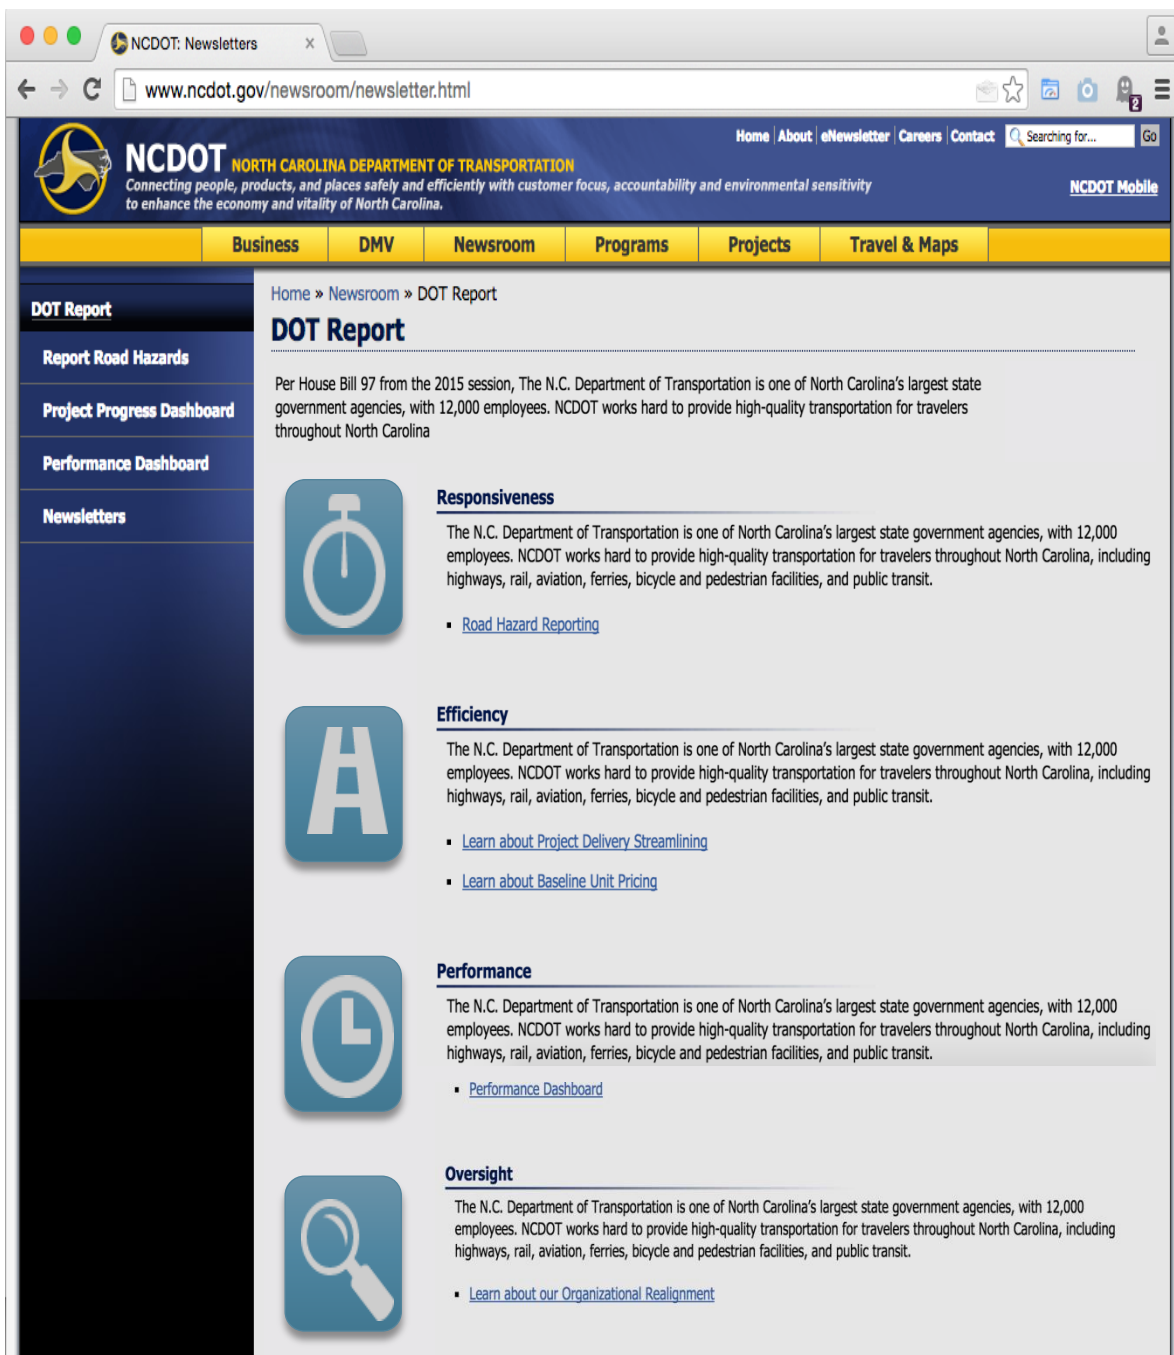 NCDOT: Newsletters
www.ncdot.gov/newsroom/newsletter.html
2
Home | About | eNewsletter | Careers | Contact
Searching for...
Go
NCDOT NORTH CAROLINA DEPARTMENT OF TRANSPORTATION
Connecting people, products, and places safely and efficiently with customer focus, accountability and environmental sensitivity
to enhance the economy and vitality of North Carolina.
NCDOT Mobile
Business DMV Newsroom Programs Projects Travel & Maps
DOT Report
Report Road Hazards
Project Progress Dashboard
Performance Dashboard
Newsletters
Home » Newsroom » DOT Report
DOT Report
Per House Bill 97 from the 2015 session, The N.C. Department of Transportation is one of North Carolina's largest state
government agencies, with 12,000 employees. NCDOT works hard to provide high-quality transportation for travelers
throughout North Carolina
Responsiveness
The N.C. Department of Transportation is one of North Carolina's largest state government agencies, with 12,000
employees. NCDOT works hard to provide high-quality transportation for travelers throughout North Carolina, including
highways, rail, aviation, ferries, bicycle and pedestrian facilities, and public transit.
Road Hazard Reporting
Efficiency
The N.C. Department of Transportation is one of North Carolina's largest state government agencies, with 12,000
employees. NCDOT works hard to provide high-quality transportation for travelers throughout North Carolina, including
highways, rail, aviation, ferries, bicycle and pedestrian facilities, and public transit.
Learn about Project Delivery Streamlining
Learn about Baseline Unit Pricing
Performance
The N.C. Department of Transportation is one of North Carolina's largest state government agencies, with 12,000
employees. NCDOT works hard to provide high-quality transportation for travelers throughout North Carolina, including
highways, rail, aviation, ferries, bicycle and pedestrian facilities, and public transit.
Performance Dashboard
Oversight
The N.C. Department of Transportation is one of North Carolina's largest state government agencies, with 12,000
employees. NCDOT works hard to provide high-quality transportation for travelers throughout North Carolina, including
highways, rail, aviation, ferries, bicycle and pedestrian facilities, and public transit.
Learn about our Organizational Realignment